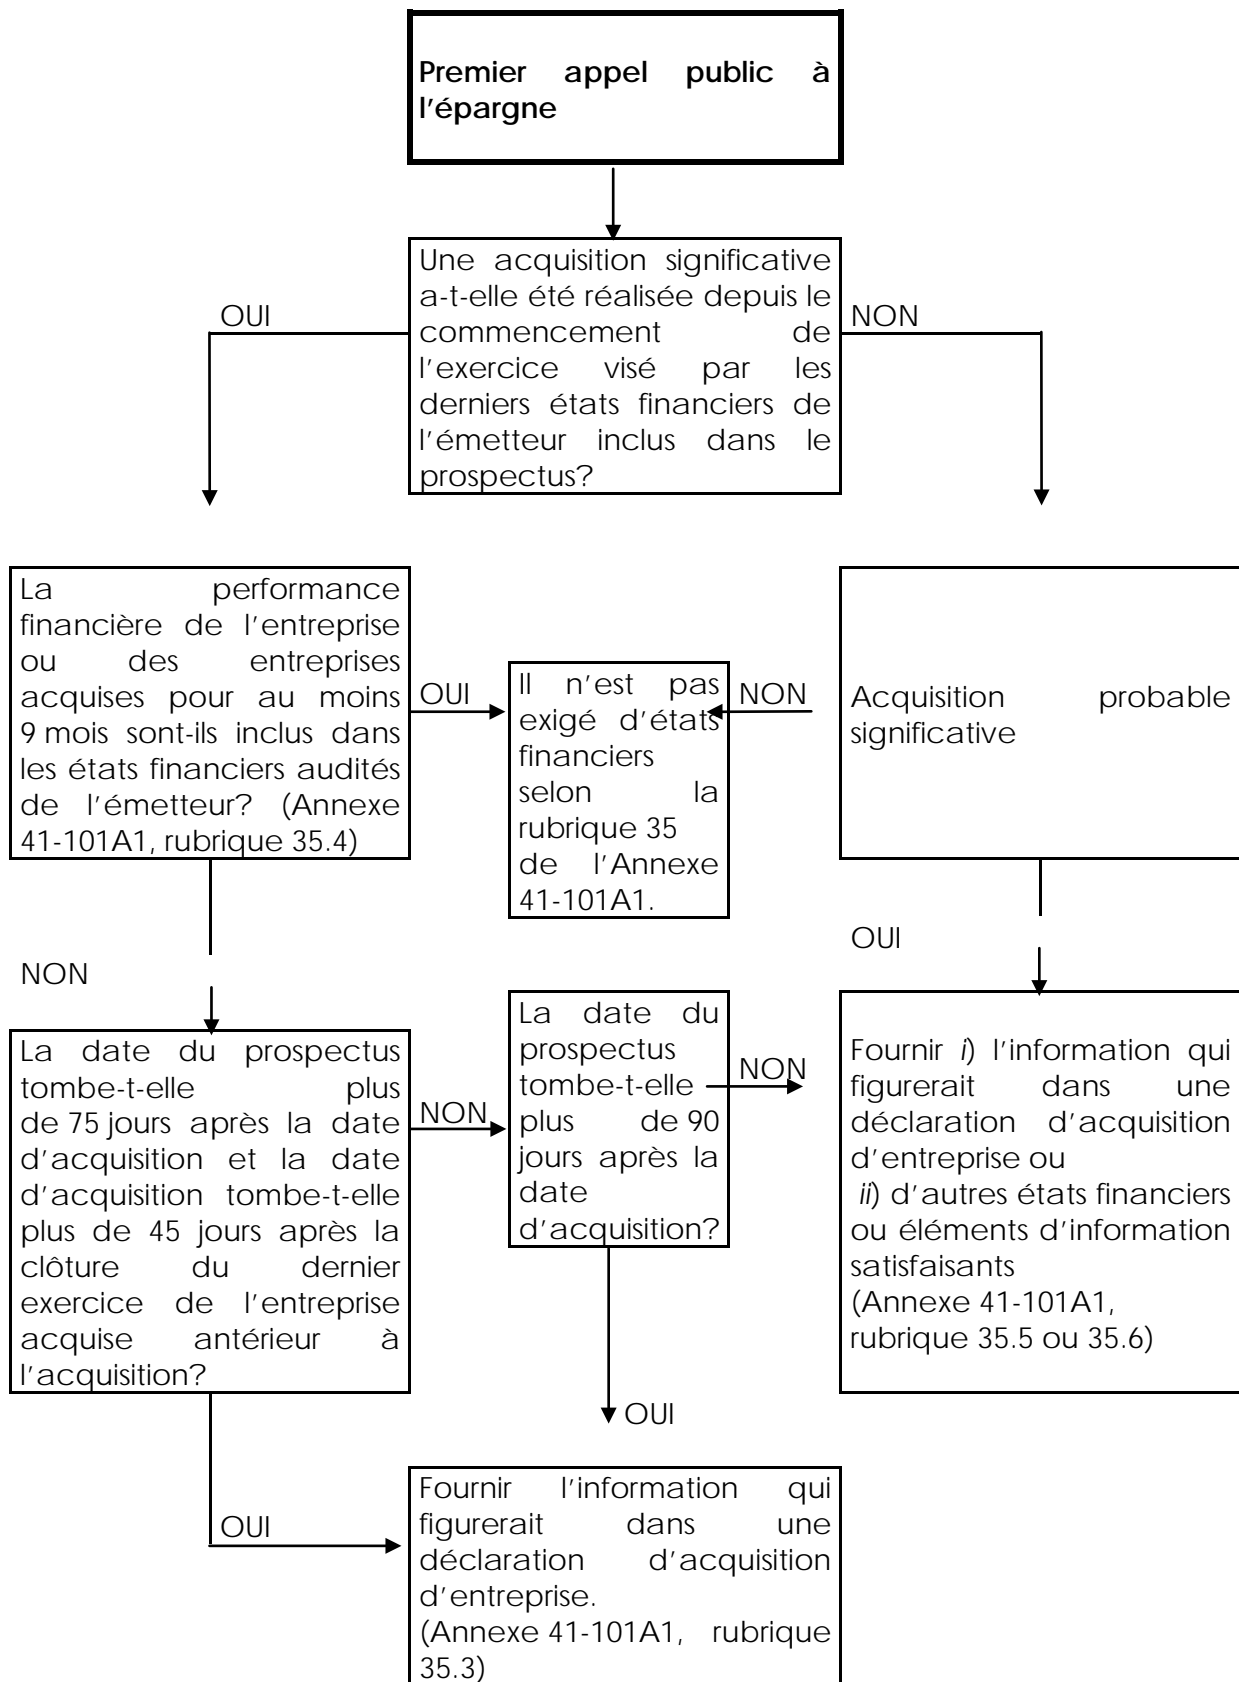 Premier appel public à
l'épargne
Une acquisition significative
a-t-elle été réalisée depuis le
commencement de
l'exercice visé par les
derniers états financiers de
l'émetteur inclus dans le
prospectus?
OUI
NON
La performance
financière de l'entreprise
ou des entreprises
acquises pour au moins
9 mois sont-ils inclus dans
les états financiers audités
de l'émetteur? (Annexe
41-101A1, rubrique 35.4)
OUI
Il n'est pas
exigé d'états
financiers
selon la
rubrique 35
de l'Annexe
41-101A1.
NON
Acquisition probable
significative
NON
OUI
La date du prospectus
tombe-t-elle plus
de 75 jours après la date
d'acquisition et la date
d'acquisition tombe-t-elle
plus de 45 jours après la
clôture du dernier
exercice de l'entreprise
acquise antérieur à
l'acquisition?
NON
La date du
prospectus
tombe-t-elle
plus de 90
jours après la
date
d'acquisition?
NON
Fournir i) l'information qui
figurerait dans une
déclaration d'acquisition
d'entreprise ou
ii) d'autres états financiers
ou éléments d'information
satisfaisants
(Annexe 41-101A1,
rubrique 35.5 ou 35.6)
OUI
OUI
Fournir l'information qui
figurerait dans une
déclaration d'acquisition
d'entreprise.
(Annexe 41-101A1, rubrique
35.3)